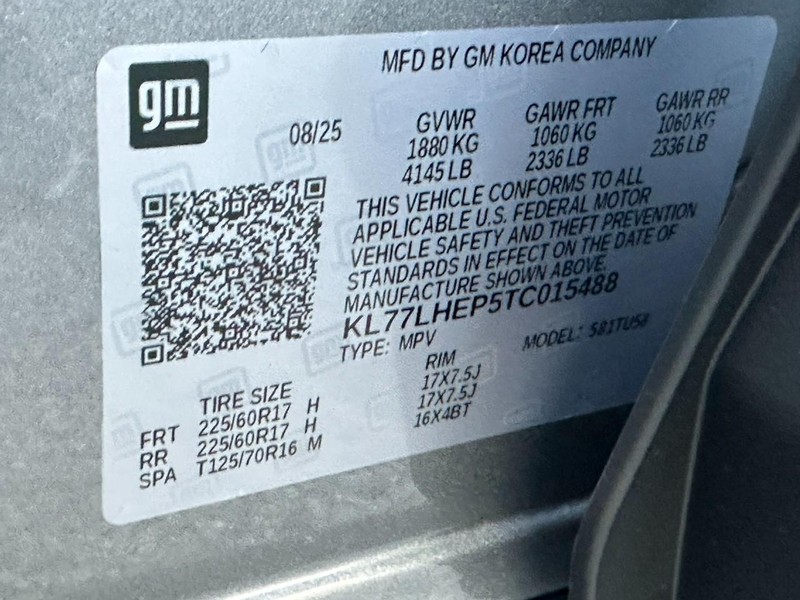 gm
MFD BY GM KOREA COMPANY
08/25
GVWR GAWR FRT GAWR RR
1880 KG 1060 KG 1060 KG
4145 LB 2336 LB 2336 LB
THIS VEHICLE CONFORMS TO ALL
APPLICABLE U.S. FEDERAL MOTOR
VEHICLE SAFETY AND THEFT PREVENTION
STANDARDS IN EFFECT ON THE DATE OF
MANUFACTURE SHOWN ABOVE.
KL77LHEP5TC015488
TYPE: MPV MODEL: 5B1TU58
TIRE SIZE RIM
FRT 225/60R17 H 17X7.5J
RR 225/60R17 H 17X7.5J
SPA T125/70R16 M 16X4BT